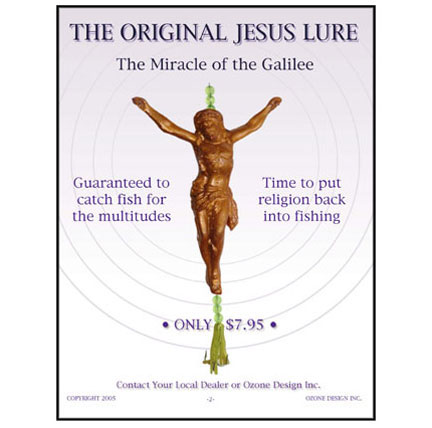 THE ORIGINAL JESUS LURE
The Miracle of the Galilee
Guaranteed to
catch fish for
the multitudes
Time to put
religion back
into fishing
• ONLY $7.95 •
Contact Your Local Dealer or Ozone Design Inc.
COPYRIGHT 2005
-2-
OZONE DESIGN INC.